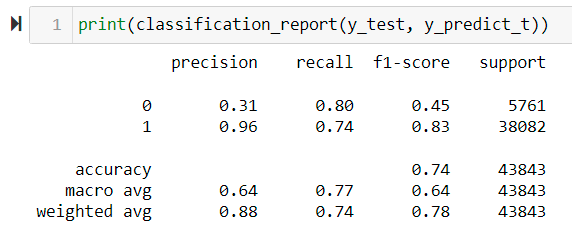 1 print(classification_report(y_test, y_predict_t))
precision recall f1-score support
0 0.31 0.80 0.45 5761
1 0.96 0.74 0.83 38082
accuracy 0.74 43843
macro avg 0.64 0.77 0.64 43843
weighted avg 0.88 0.74 0.78 43843